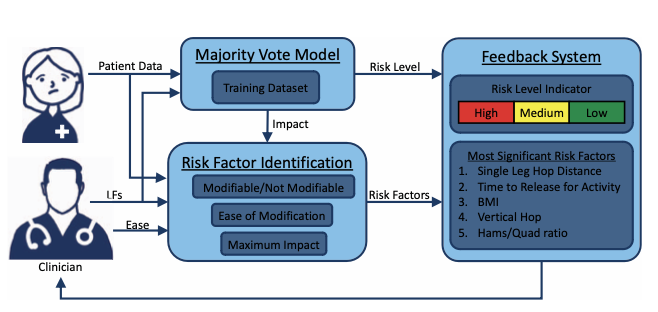 Patient Data
LFs
Ease
Clinician
Majority Vote Model
Training Dataset
Impact
Risk Factor Identification
Modifiable/Not Modifiable
Ease of Modification
Maximum Impact
Risk Level
Risk Factors
Feedback System
Risk Level Indicator
High Medium Low
Most Significant Risk Factors
1. Single Leg Hop Distance
2. Time to Release for Activity
3. BMI
4. Vertical Hop
5. Hams/Quad ratio